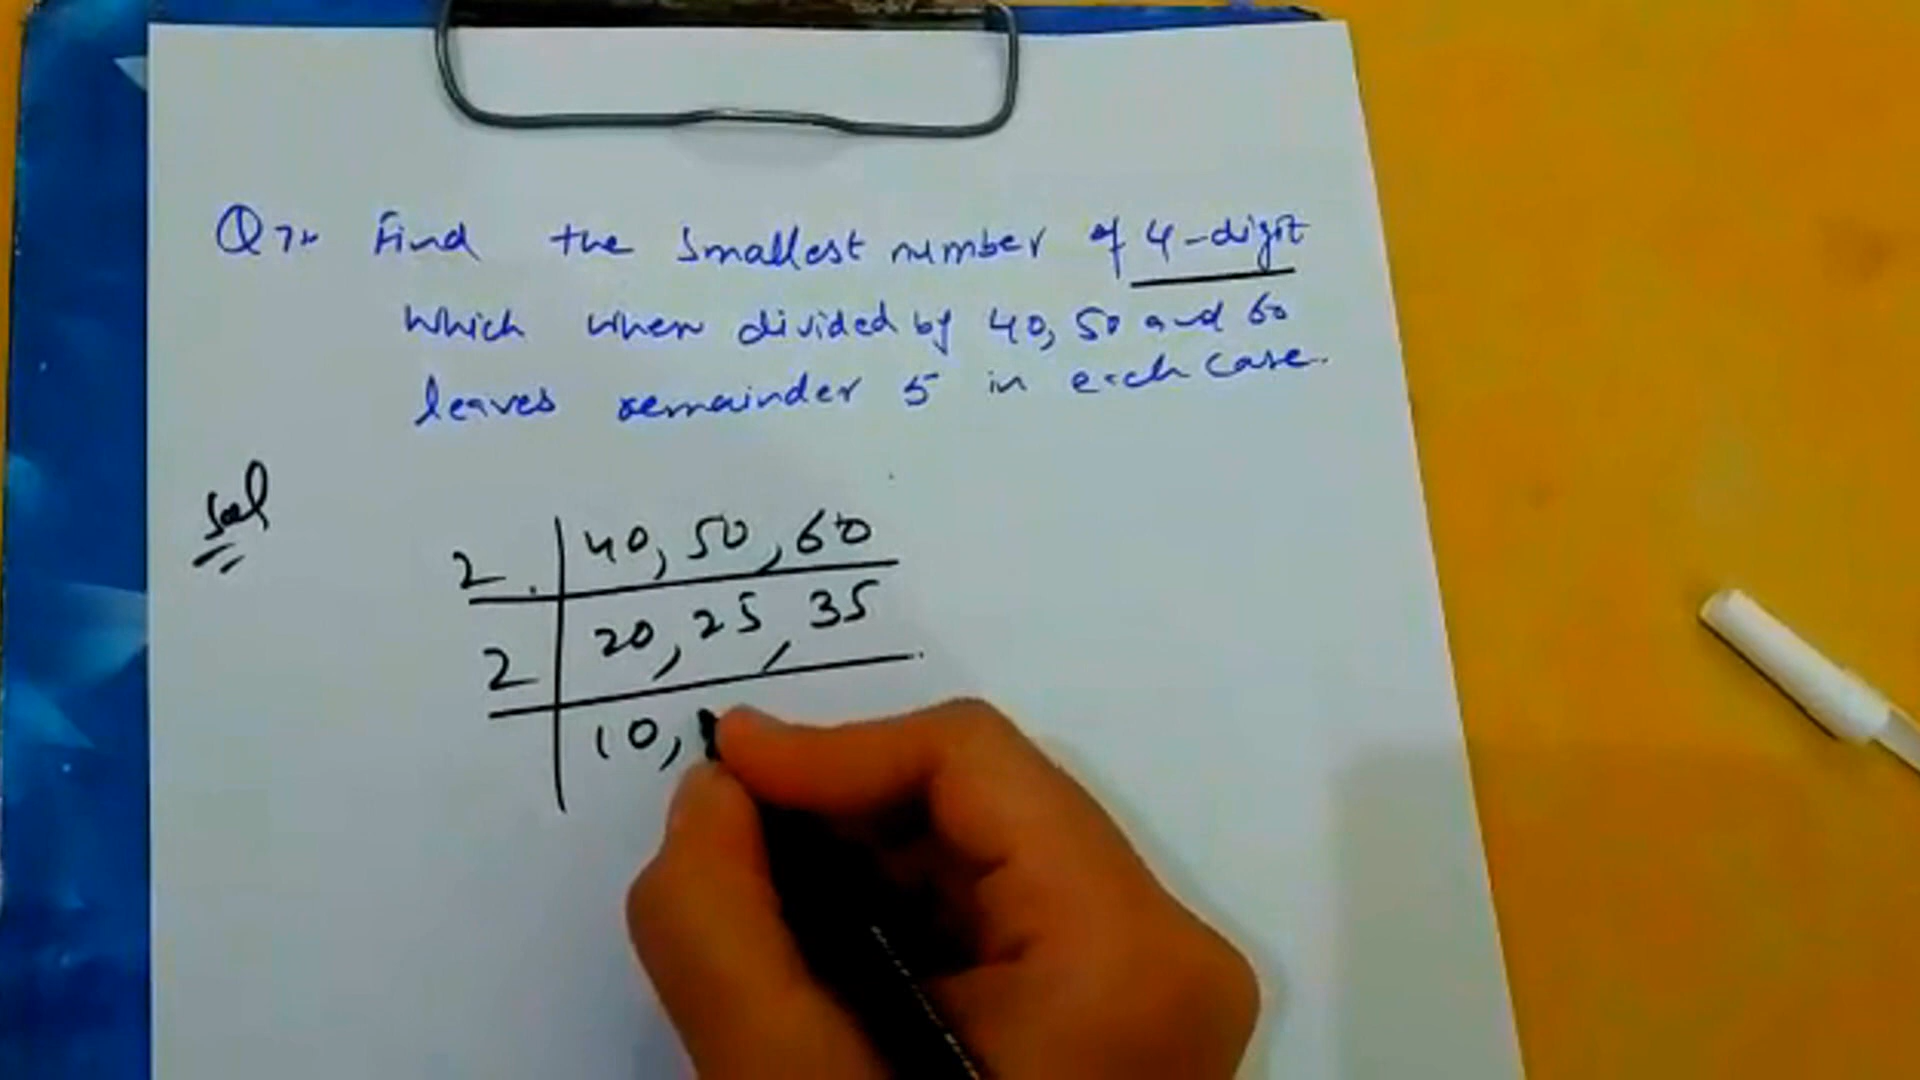 Q7:- Find the smallest number of 4-digit
which when divided by 40, 50 and 60
leaves remainder 5 in each case.
Sol
2 | 40, 50, 60
2 | 20, 25, 35
10,